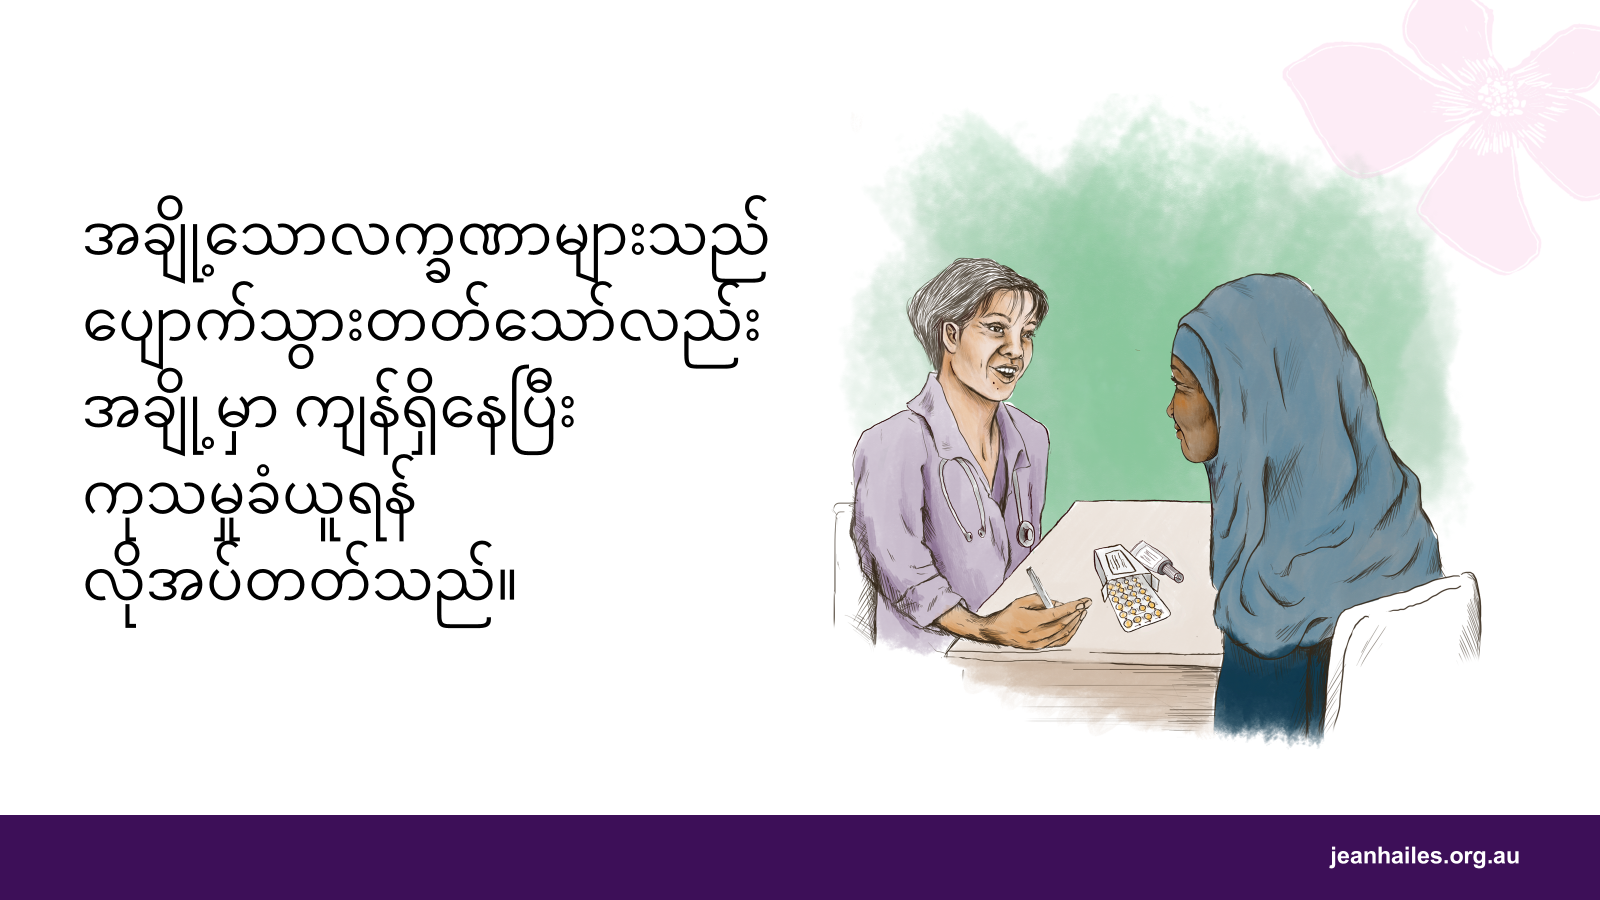 အချို့သောလက္ခဏာများသည်
ပျောက်သွားတတ်သော်လည်း
အချို့မှာ ကျန်ရှိနေပြီး
ကုသမှုခံယူရန်
လိုအပ်တတ်သည်။
jeanhailes.org.au